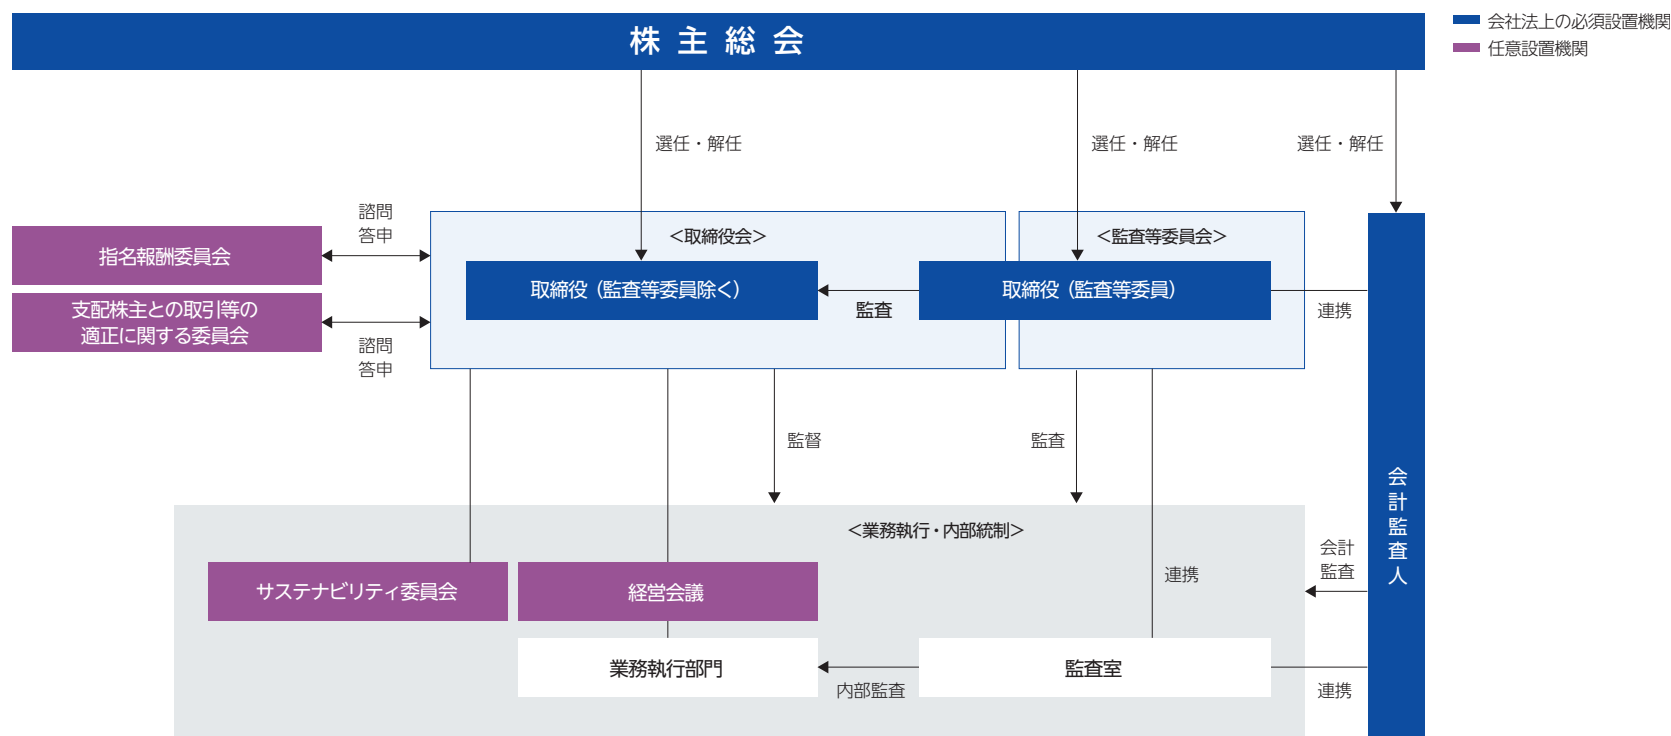 株主総会
会社法上の必須設置機関
任意設置機関
選任・解任
選任・解任
選任・解任
諮問
答申
指名報酬委員会
支配株主との取引等の
適正に関する委員会
諮問
答申
＜取締役会＞
取締役（監査等委員除く）
監査
＜監査等委員会＞
取締役（監査等委員）
連携
監督
監査
会計監査人
＜業務執行・内部統制＞
サステナビリティ委員会
経営会議
連携
会計
監査
業務執行部門
内部監査
監査室
連携